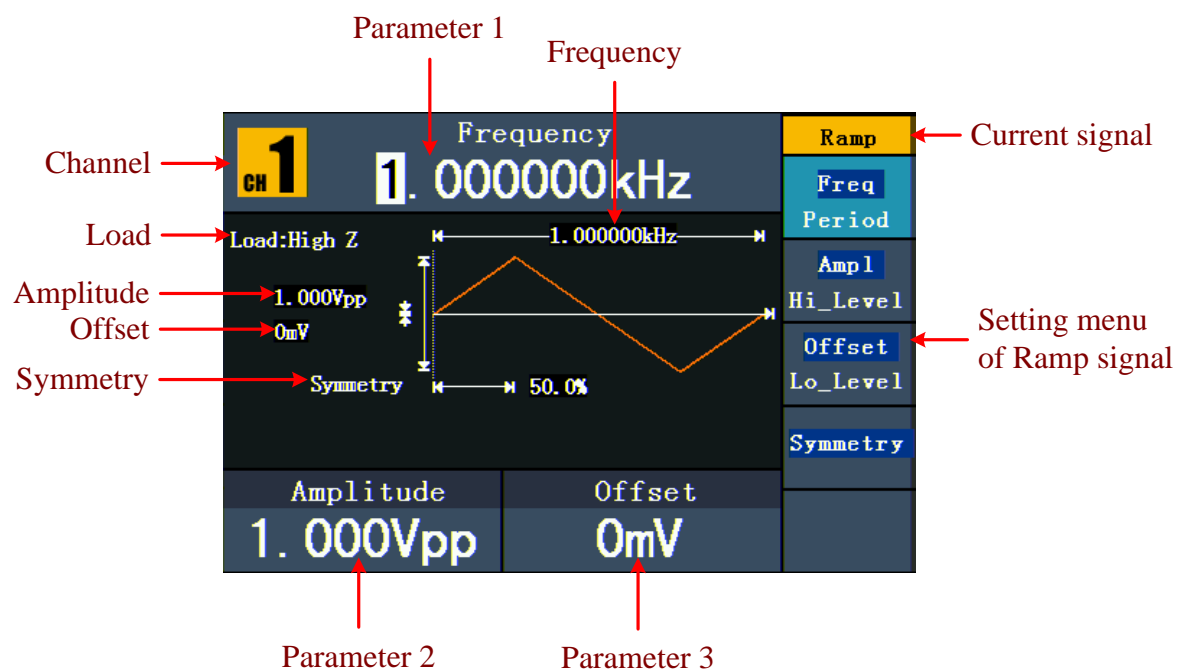 Parameter 1
Frequency
Channel
CH 1
Frequency
1.000000kHz
Ramp
Current signal
Freq
Period
Load
Load:High Z
1.000000kHz
Ampl
Hi_Level
Amplitude
1.000Vpp
Offset
0mV
Offset
Lo_Level
Setting menu
of Ramp signal
Symmetry
Symmetry
50.0%
Symmetry
Amplitude
Offset
1.000Vpp
0mV
Parameter 2
Parameter 3